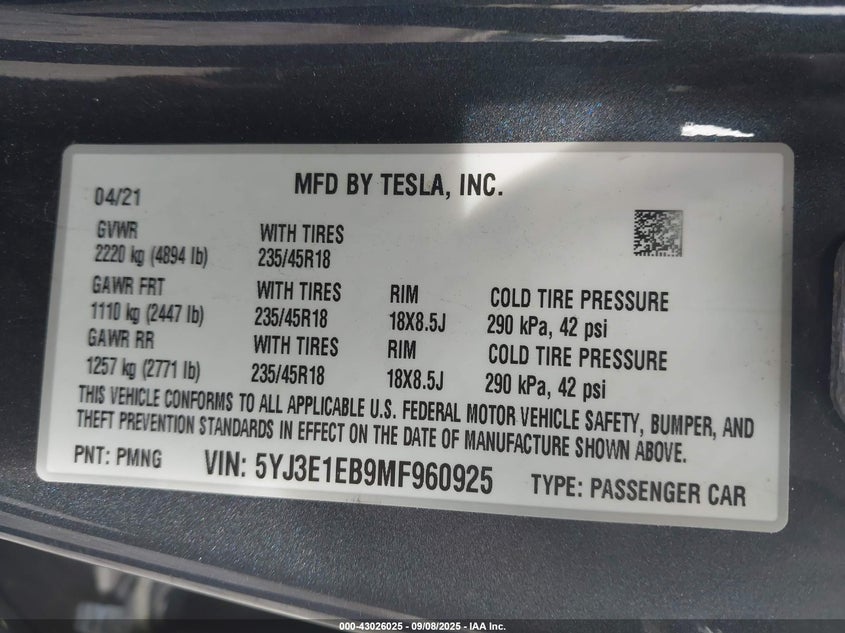 MFD BY TESLA, INC.
04/21
GVWR WITH TIRES
2220 kg (4894 lb) 235/45R18
GAWR FRT WITH TIRES RIM COLD TIRE PRESSURE
1110 kg (2447 lb) 235/45R18 18X8.5J 290 kPa, 42 psi
GAWR RR WITH TIRES RIM COLD TIRE PRESSURE
1257 kg (2771 lb) 235/45R18 18X8.5J 290 kPa, 42 psi
THIS VEHICLE CONFORMS TO ALL APPLICABLE U.S. FEDERAL MOTOR VEHICLE SAFETY, BUMPER, AND
THEFT PREVENTION STANDARDS IN EFFECT ON THE DATE OF MANUFACTURE SHOWN ABOVE.
PNT: PMNG VIN: 5YJ3E1EB9MF960925 TYPE: PASSENGER CAR
000-43026025 - 09/08/2025 - IAA Inc.